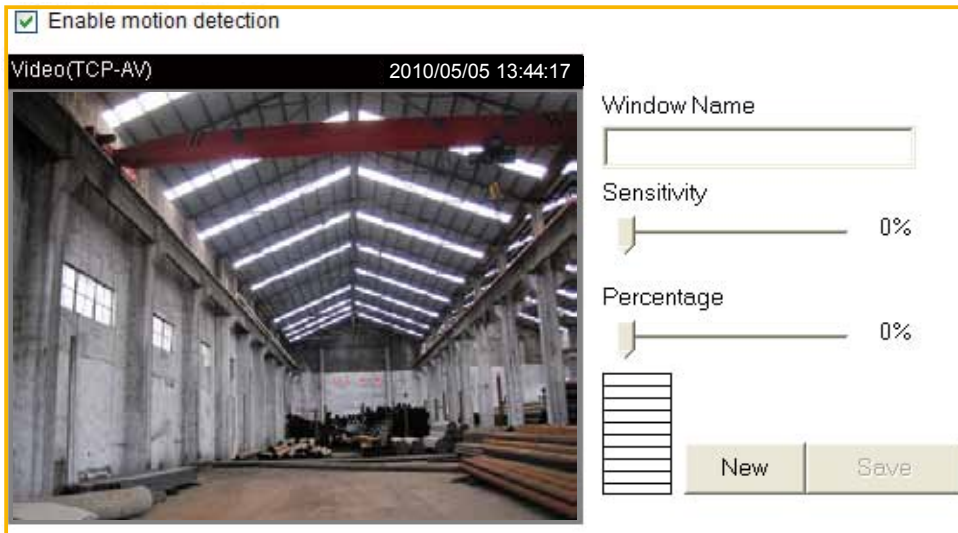 Enable motion detection
Video(TCP-AV) 2010/05/05 13:44:17
Window Name
Sensitivity
0%
Percentage
0%
New Save